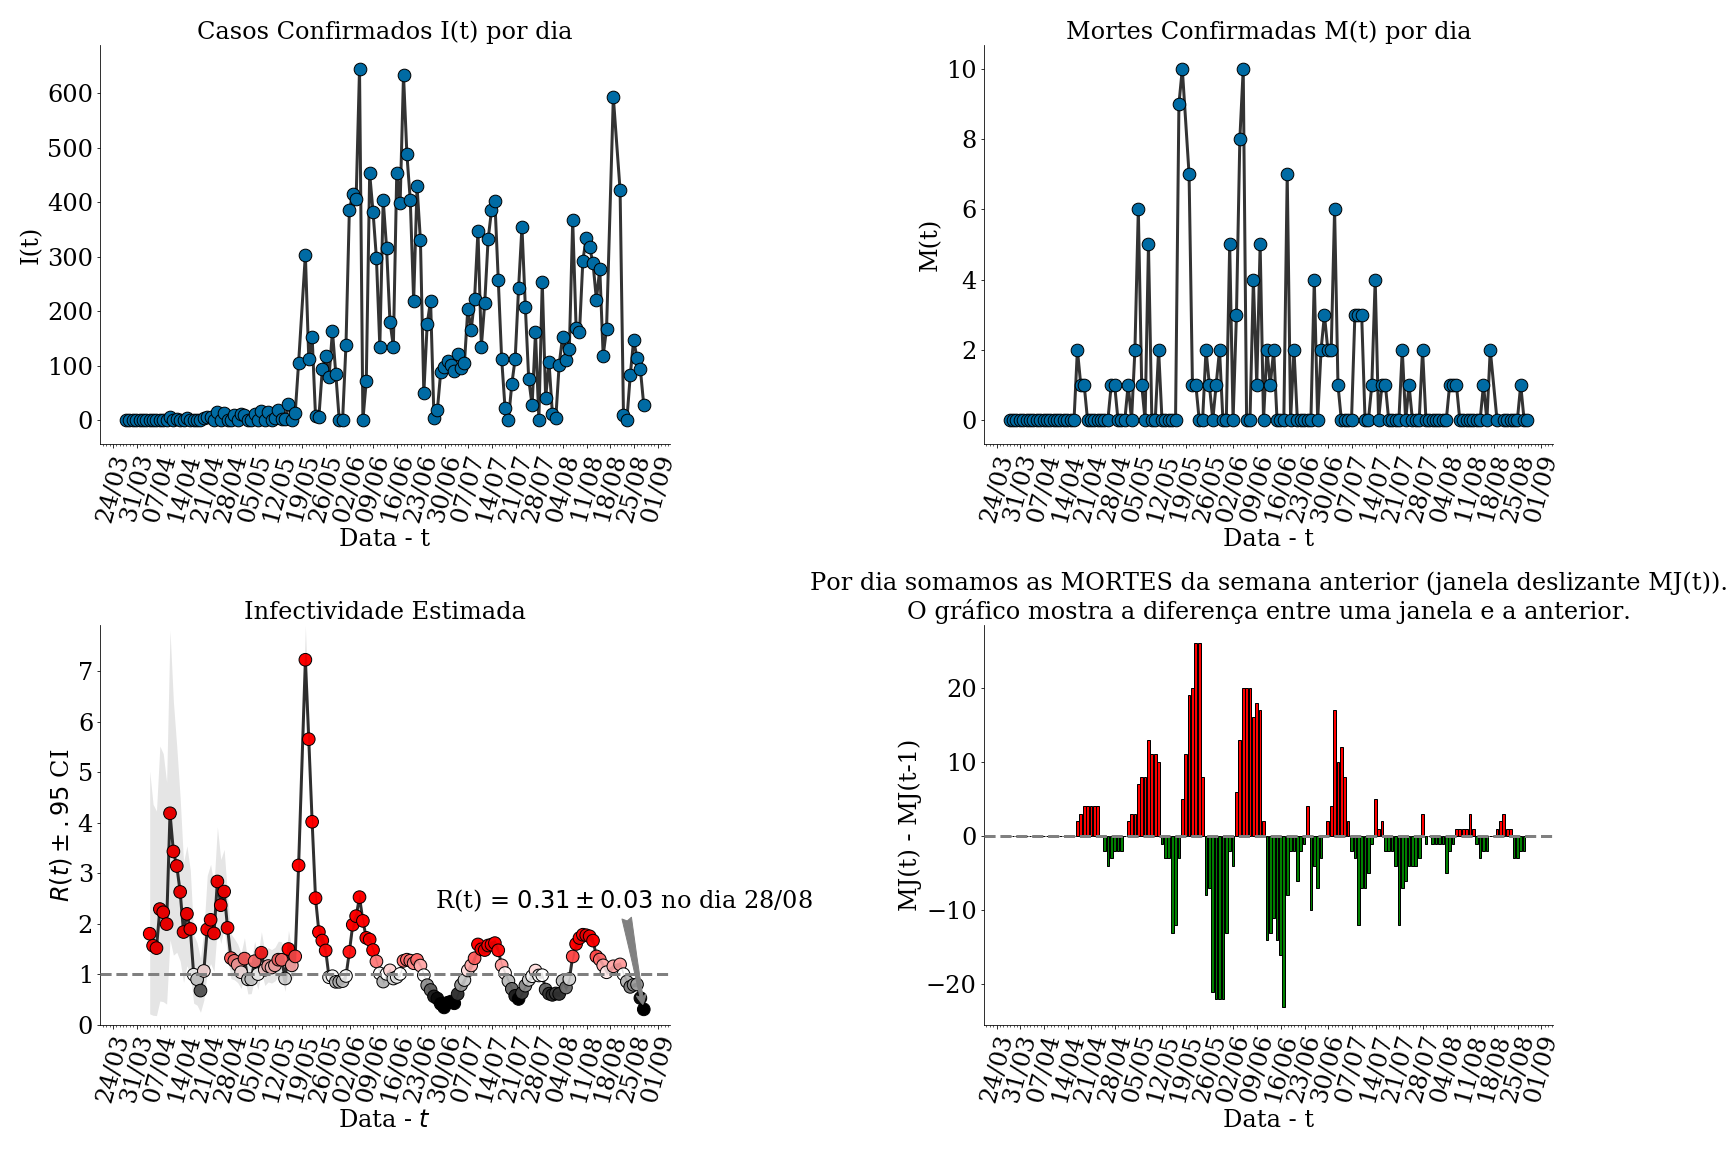 Casos Confirmados I(t) por dia
600
500
400
300
200
100
0
I(t)
24/03 31/03 07/04 14/04 21/04 28/04 05/05 12/05 19/05 26/05 02/06 09/06 16/06 23/06 30/06 07/07 14/07 21/07 28/07 04/08 11/08 18/08 25/08 01/09
Data - t
Mortes Confirmadas M(t) por dia
10
8
6
4
2
0
M(t)
24/03 31/03 07/04 14/04 21/04 28/04 05/05 12/05 19/05 26/05 02/06 09/06 16/06 23/06 30/06 07/07 14/07 21/07 28/07 04/08 11/08 18/08 25/08 01/09
Data - t
Infectividade Estimada
7
6
5
4
3
2
1
0
R(t) ± .95 CI
R(t) = 0.31 ± 0.03 no dia 28/08
24/03 31/03 07/04 14/04 21/04 28/04 05/05 12/05 19/05 26/05 02/06 09/06 16/06 23/06 30/06 07/07 14/07 21/07 28/07 04/08 11/08 18/08 25/08 01/09
Data - t
Por dia somamos as MORTES da semana anterior (janela deslizante MJ(t)).
O gráfico mostra a diferença entre uma janela e a anterior.
20
10
0
−10
−20
MJ(t) - MJ(t-1)
24/03 31/03 07/04 14/04 21/04 28/04 05/05 12/05 19/05 26/05 02/06 09/06 16/06 23/06 30/06 07/07 14/07 21/07 28/07 04/08 11/08 18/08 25/08 01/09
Data - t